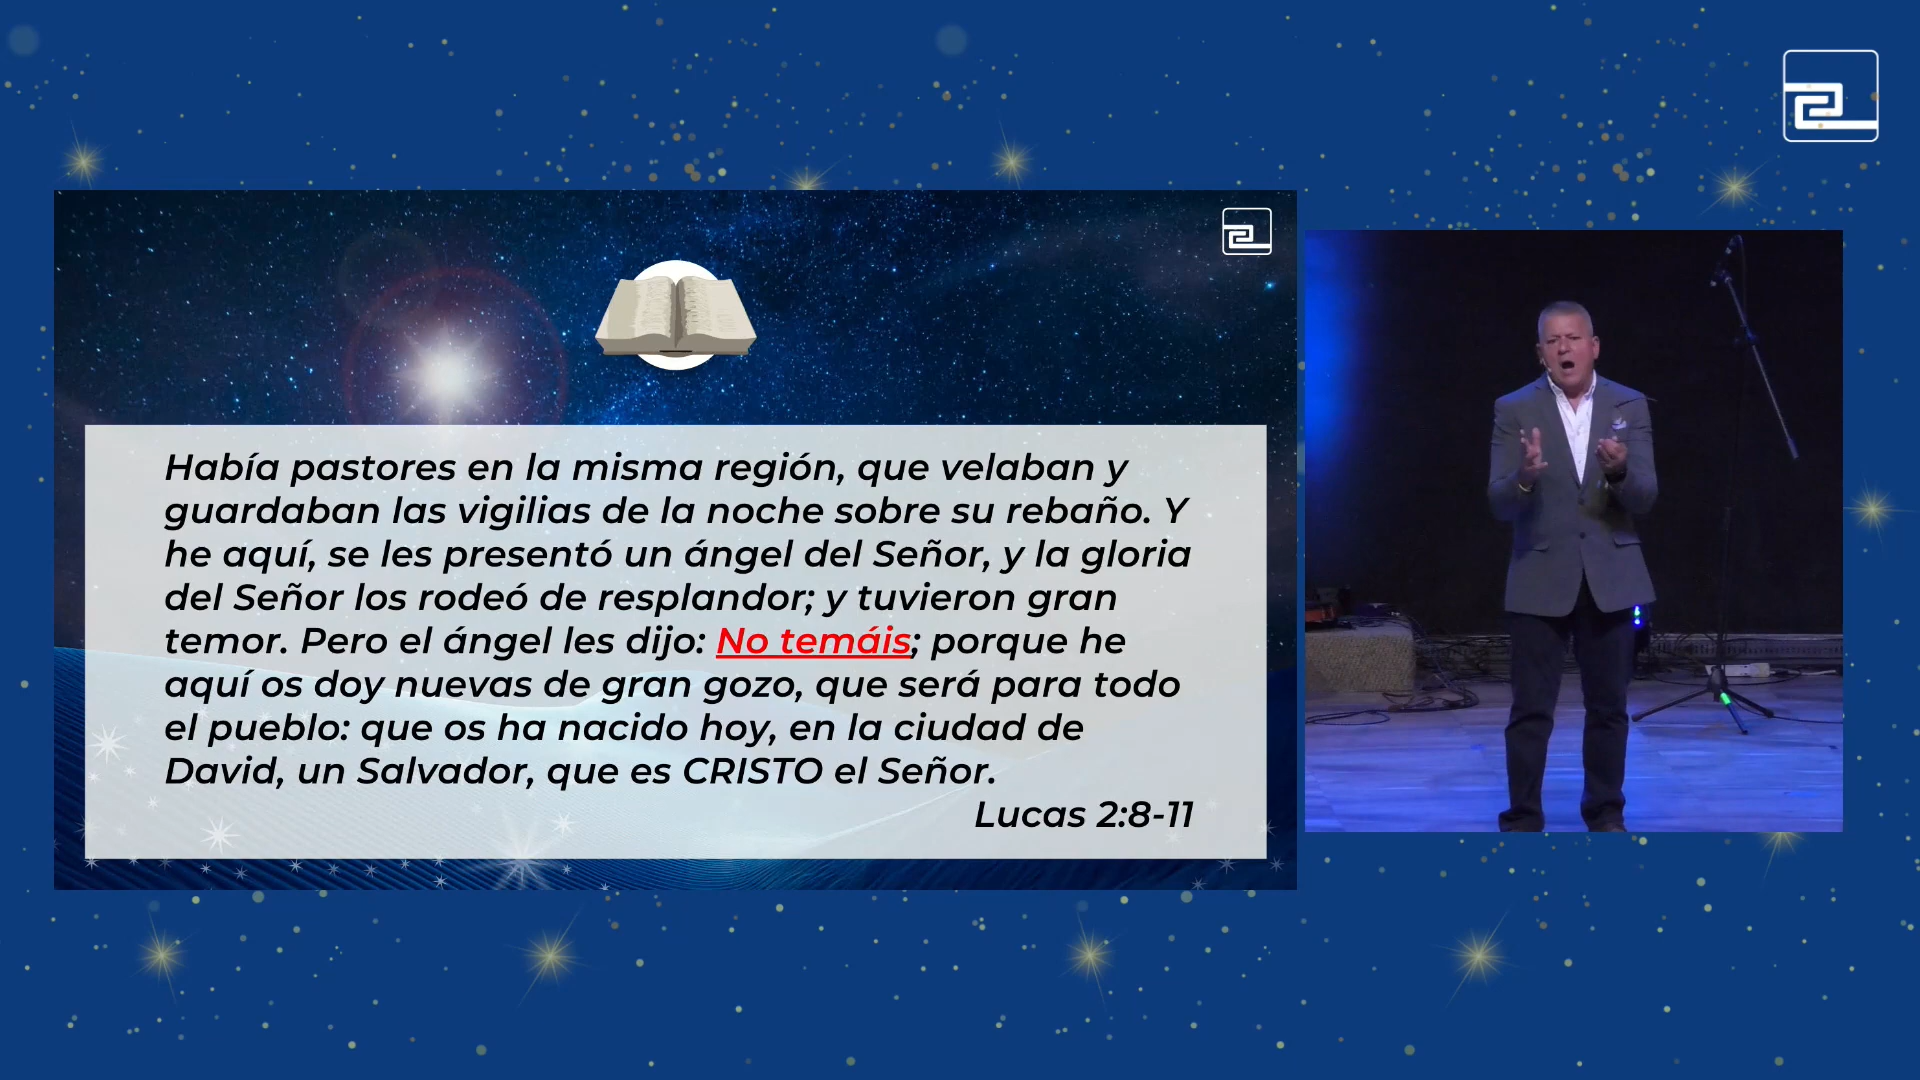 Había pastores en la misma región, que velaban y
guardaban las vigilias de la noche sobre su rebaño. Y
he aquí, se les presentó un ángel del Señor, y la gloria
del Señor los rodeó de resplandor; y tuvieron gran
temor. Pero el ángel les dijo: No temáis; porque he
aquí os doy nuevas de gran gozo, que será para todo
el pueblo: que os ha nacido hoy, en la ciudad de
David, un Salvador, que es CRISTO el Señor.
Lucas 2:8-11